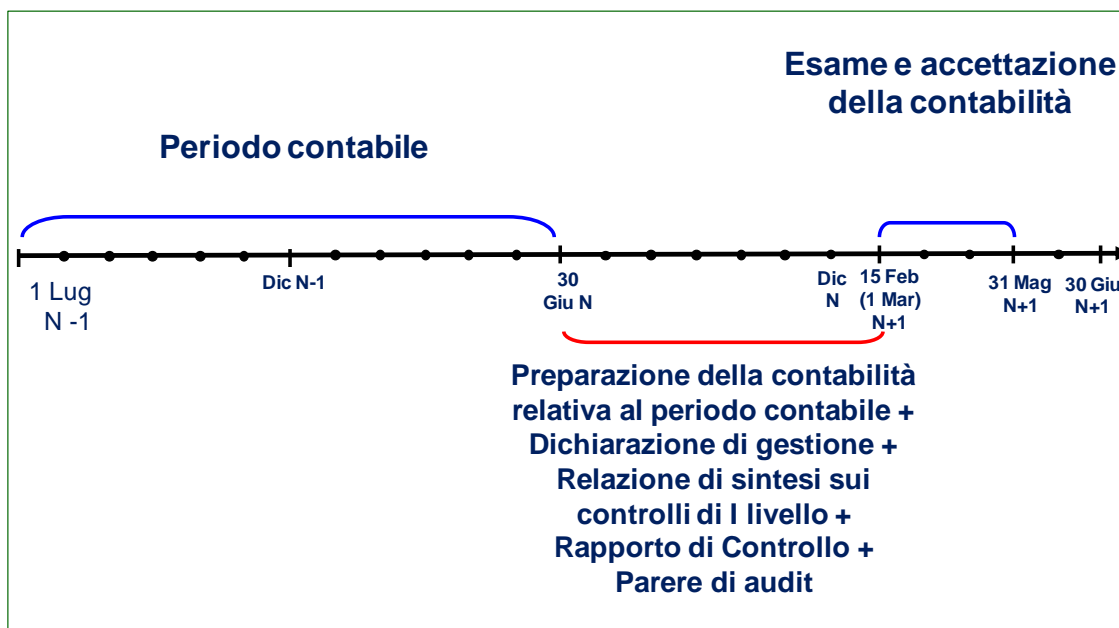 Esame e accettazione
della contabilità
Periodo contabile
1 Lug
N -1
Dic N-1
30
Giu N
Dic
N
15 Feb
(1 Mar)
N+1
31 Mag
N+1
30 Giu
N+1
Preparazione della contabilità
relativa al periodo contabile +
Dichiarazione di gestione +
Relazione di sintesi sui
controlli di I livello +
Rapporto di Controllo +
Parere di audit